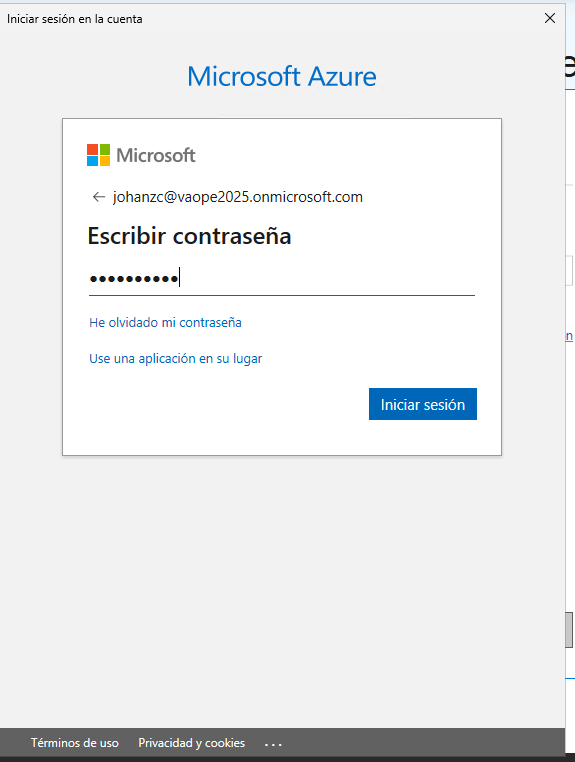 Iniciar sesión en la cuenta
Microsoft Azure
Microsoft
johanzc@vaope2025.onmicrosoft.com
Escribir contraseña
••••••••••
He olvidado mi contraseña
Use una aplicación en su lugar
Iniciar sesión
Términos de uso Privacidad y cookies ...